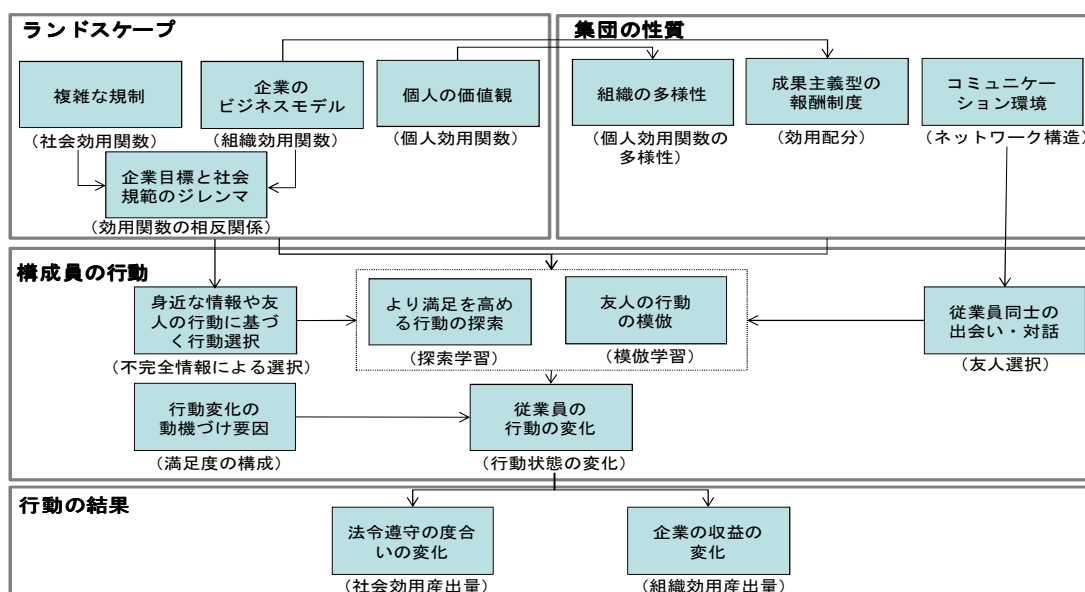 ランドスケープ
複雑な規制
(社会効用関数)
企業の
ビジネスモデル
(組織効用関数)
個人の価値観
(個人効用関数)
企業目標と社会
規範のジレンマ
(効用関数の相反関係)
集団の性質
組織の多様性
(個人効用関数の
多様性)
成果主義型の
報酬制度
(効用配分)
コミュニケー
ション環境
(ネットワーク構造)
構成員の行動
身近な情報や友
人の行動に基づ
く行動選択
(不完全情報による選択)
より満足を高め
る行動の探索
(探索学習)
友人の行動
の模倣
(模倣学習)
従業員同士の
出会い・対話
(友人選択)
行動変化の
動機づけ要因
(満足度の構成)
従業員の
行動の変化
(行動状態の変化)
行動の結果
法令遵守の度合
いの変化
(社会効用産出量)
企業の収益の
変化
(組織効用産出量)